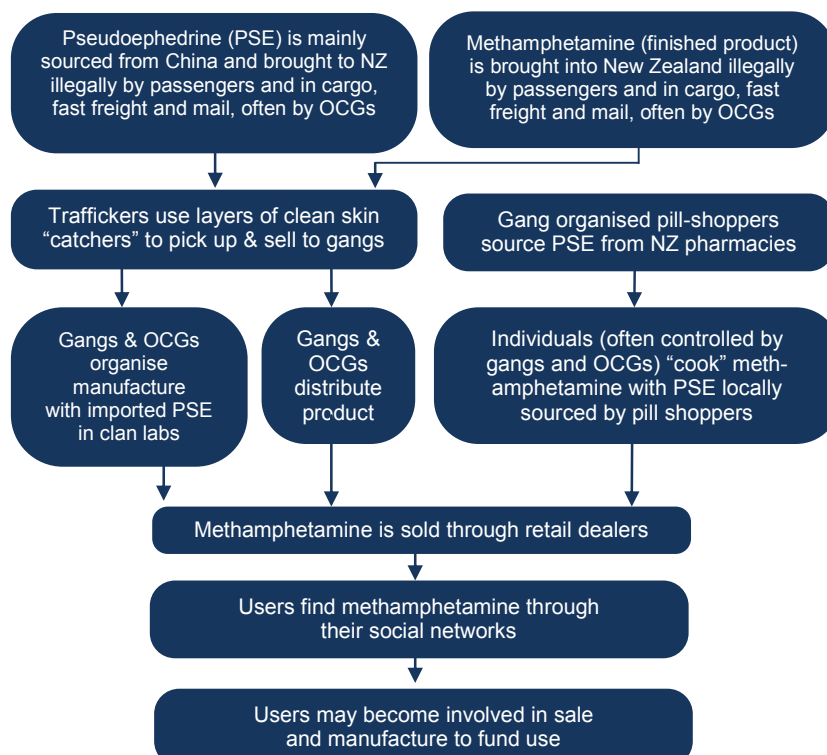 Pseudoephedrine (PSE) is mainly
sourced from China and brought to NZ
illegally by passengers and in cargo,
fast freight and mail, often by OCGs
Methamphetamine (finished product)
is brought into New Zealand illegally
by passengers and in cargo, fast
freight and mail, often by OCGs
Traffickers use layers of clean skin
“catchers” to pick up & sell to gangs
Gang organised pill-shoppers
source PSE from NZ pharmacies
Gangs & OCGs
organise
manufacture
with imported PSE
in clan labs
Gangs &
OCGs
distribute
product
Individuals (often controlled by
gangs and OCGs) “cook” meth-
amphetamine with PSE locally
sourced by pill shoppers
Methamphetamine is sold through retail dealers
Users find methamphetamine through
their social networks
Users may become involved in sale
and manufacture to fund use